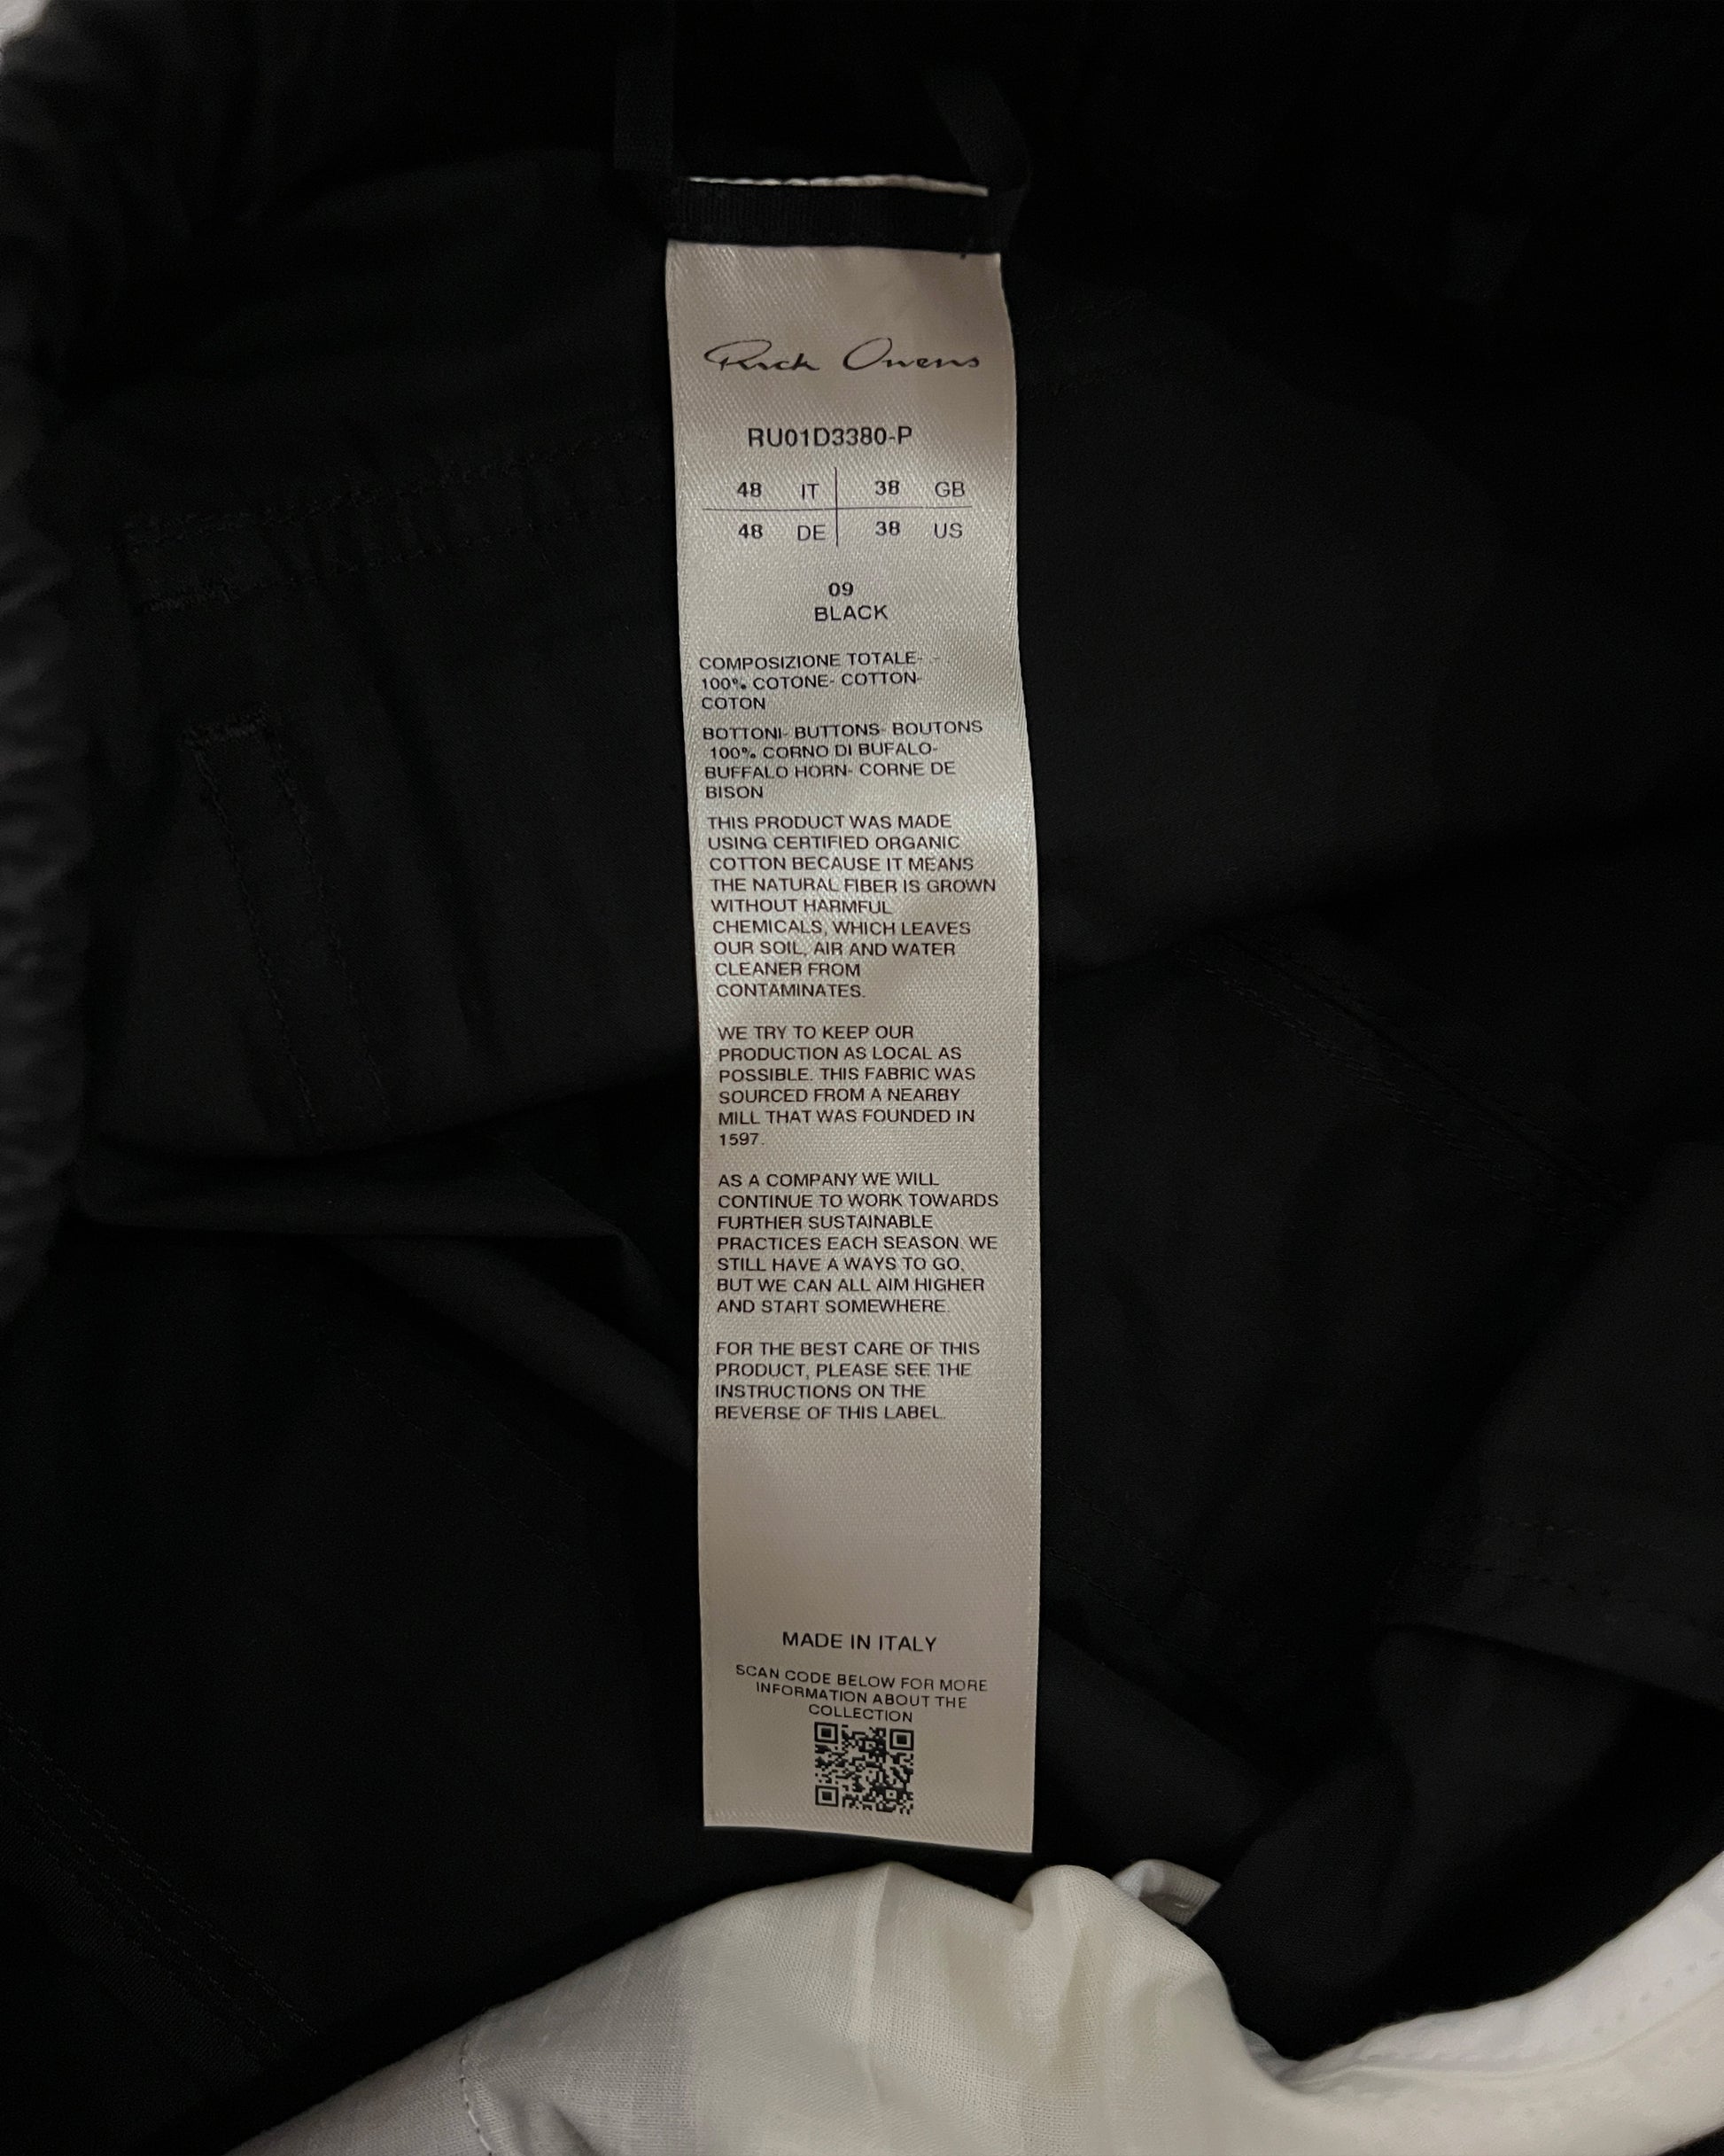 Rick Owens
RU01D3380-P
48 IT 38 GB
48 DE 38 US
09
BLACK
COMPOSIZIONE TOTALE- -
100% COTONE- COTTON-
COTON
BOTTONI- BUTTONS- BOUTONS
100% CORNO DI BUFALO-
BUFFALO HORN- CORNE DE
BISON
THIS PRODUCT WAS MADE
USING CERTIFIED ORGANIC
COTTON BECAUSE IT MEANS
THE NATURAL FIBER IS GROWN
WITHOUT HARMFUL
CHEMICALS, WHICH LEAVES
OUR SOIL, AIR AND WATER
CLEANER FROM
CONTAMINATES.
WE TRY TO KEEP OUR
PRODUCTION AS LOCAL AS
POSSIBLE. THIS FABRIC WAS
SOURCED FROM A NEARBY
MILL THAT WAS FOUNDED IN
1597.
AS A COMPANY WE WILL
CONTINUE TO WORK TOWARDS
FURTHER SUSTAINABLE
PRACTICES EACH SEASON. WE
STILL HAVE A WAYS TO GO,
BUT WE CAN ALL AIM HIGHER
AND START SOMEWHERE.
FOR THE BEST CARE OF THIS
PRODUCT, PLEASE SEE THE
INSTRUCTIONS ON THE
REVERSE OF THIS LABEL.
MADE IN ITALY
SCAN CODE BELOW FOR MORE
INFORMATION ABOUT THE
COLLECTION